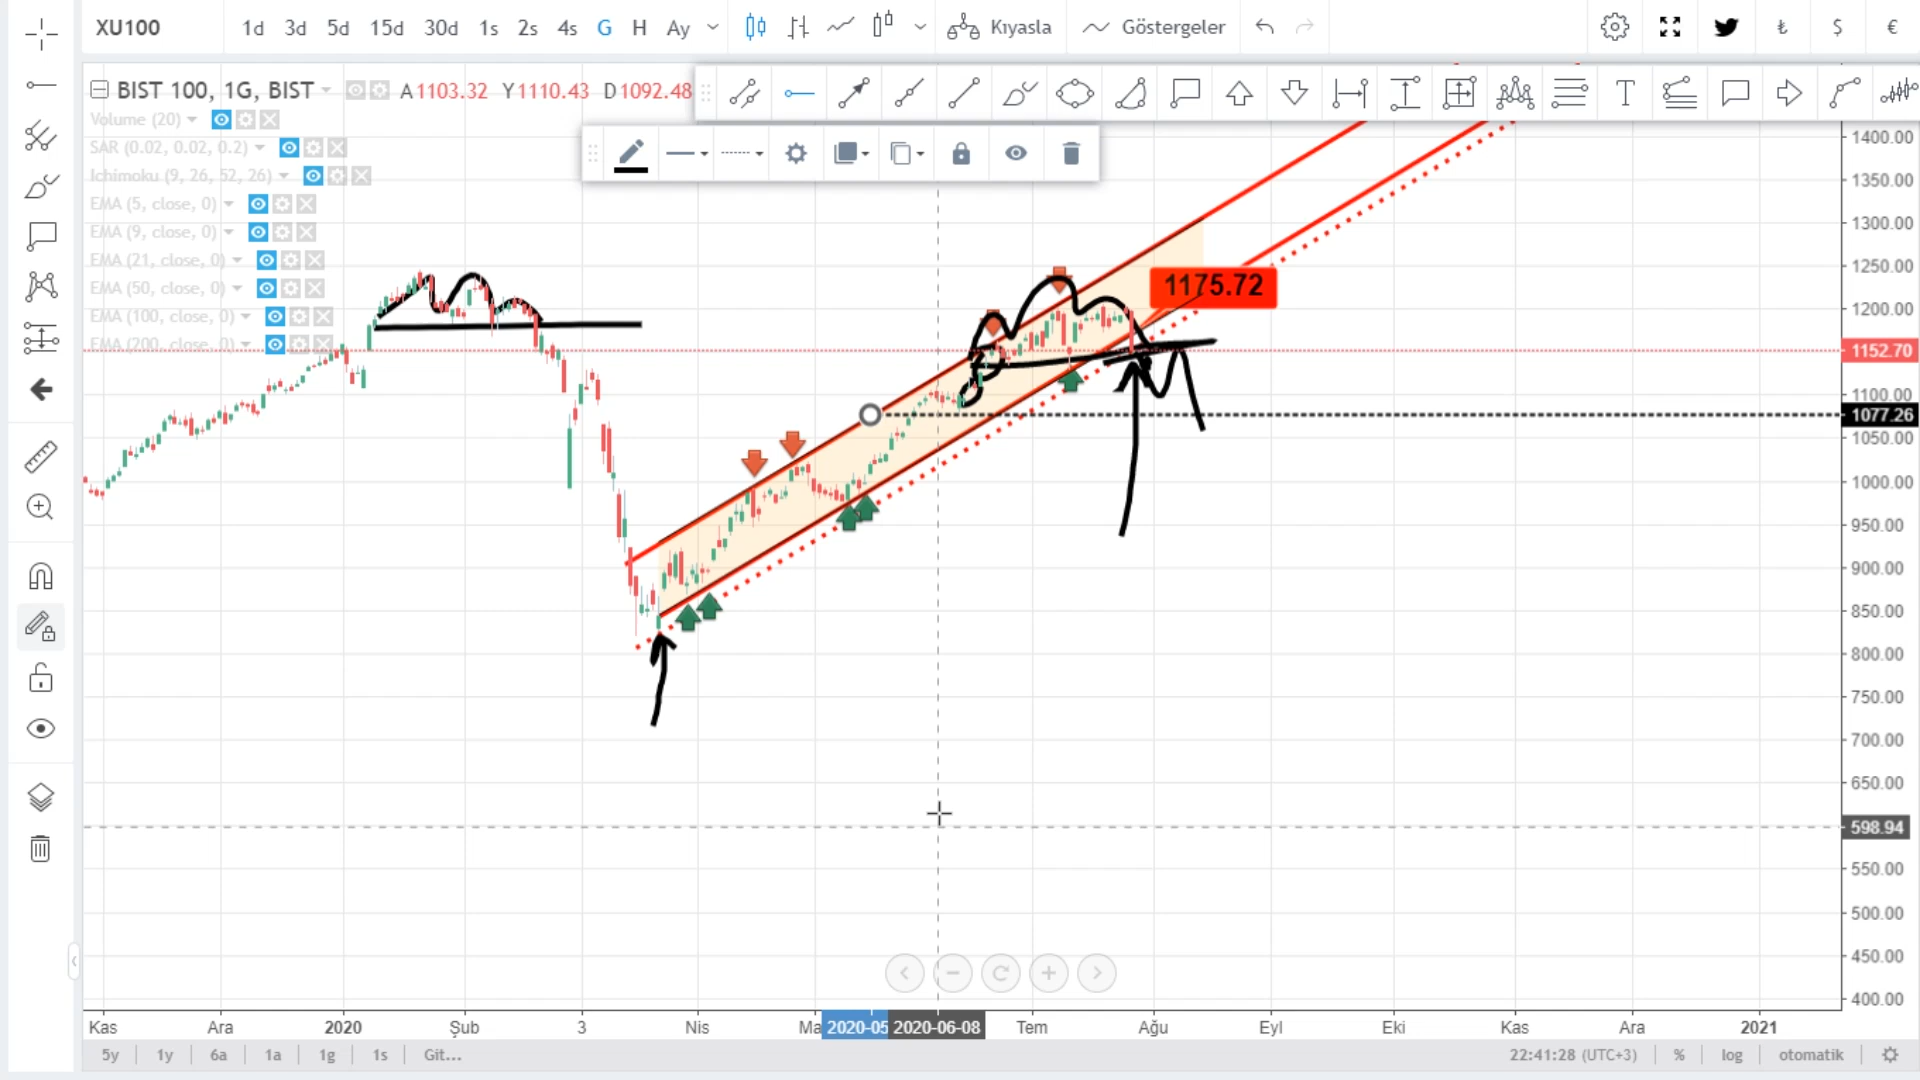 XU100 1d 3d 5d 15d 30d 1s 2s 4s G H Ay Kıyasla Göstergeler ₺ $ €
BIST 100, 1G, BIST A1103.32 Y1110.43 D1092.48
Volume (20)
SAR (0.02, 0.02, 0.2)
Ichimoku (9, 26, 52, 26)
EMA (5, close, 0)
EMA (9, close, 0)
EMA (21, close, 0)
EMA (50, close, 0)
EMA (100, close, 0)
EMA (200, close, 0)
1175.72
1400.00
1350.00
1300.00
1250.00
1200.00
1152.70
1100.00
1077.26
1050.00
1000.00
950.00
900.00
850.00
800.00
750.00
700.00
650.00
598.94
550.00
500.00
450.00
400.00
Kas Ara 2020 Şub 3 Nis Ma 2020-05 2020-06-08 Tem Ağu Eyl Eki Kas Ara 2021
5y 1y 6a 1a 1g 1s Git... 22:41:28 (UTC+3) % log otomatik